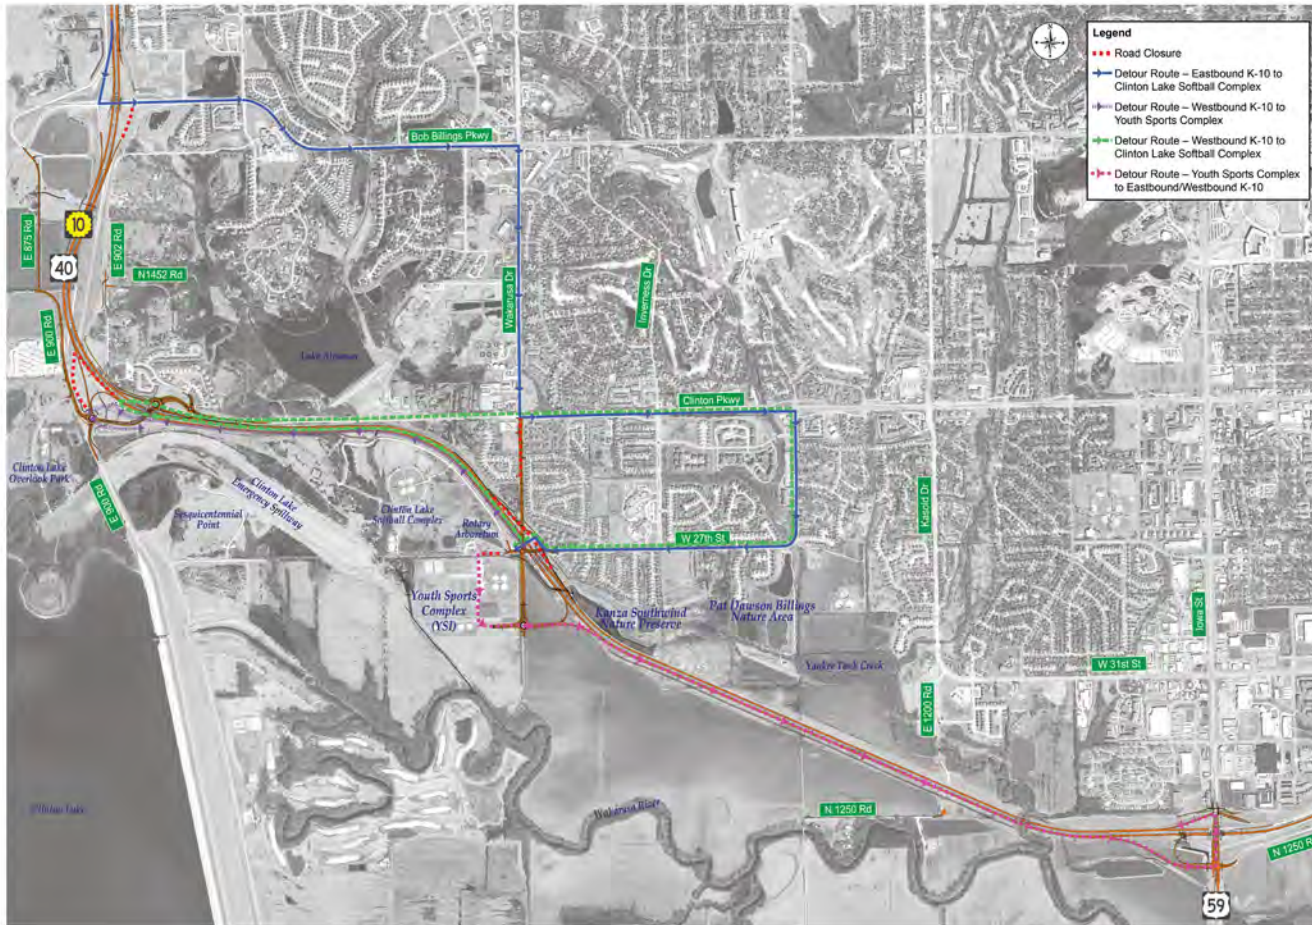 Legend
Road Closure
Detour Route – Eastbound K-10 to
Clinton Lake Softball Complex
Detour Route – Westbound K-10 to
Youth Sports Complex
Detour Route – Westbound K-10 to
Clinton Lake Softball Complex
Detour Route – Youth Sports Complex
to Eastbound/Westbound K-10
Bob Billings Pkwy
10
40
E 875 Rd
E 902 Rd
N1452 Rd
E 900 Rd
Wakarusa Dr
Inverness Dr
Lake Alvamar
Clinton Pkwy
Clinton Lake
Overlook Park
E 900 Rd
Clinton Lake
Emergency Spillway
Sesquicentennial
Point
Clinton Lake
Softball Complex
Rotary
Arboretum
W 27th St
Kasold Dr
Youth Sports
Complex
(YSI)
Kanza Southwind
Nature Preserve
Pat Dawson Billings
Nature Area
Yankee Tank Creek
Iowa St
W 31st St
E 1200 Rd
Clinton Lake
Wakarusa River
N 1250 Rd
N 1250 R
59